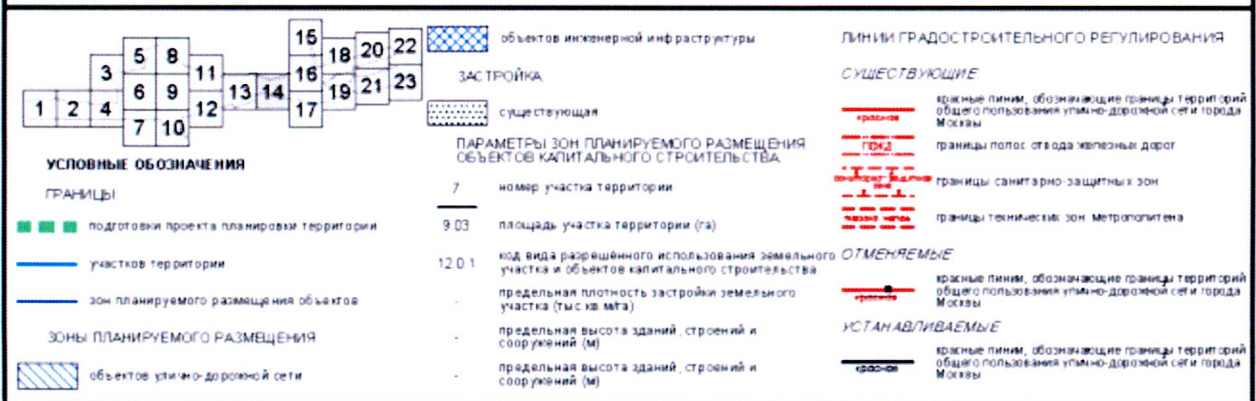 15
5 8 18 20 22
3 11 16
6 9 13 14 19 21 23
1 2 4 12 17
7 10
УСЛОВНЫЕ ОБОЗНАЧЕНИЯ
ГРАНИЦЫ
подготовки проекта планировки территории
участков территории
зон планируемого размещения объектов
ЗОНЫ ПЛАНИРУЕМОГО РАЗМЕЩЕНИЯ
объектов улично-дорожной сети
объектов инженерной инфраструктуры
ЗАСТРОЙКА
существующая
ПАРАМЕТРЫ ЗОН ПЛАНИРУЕМОГО РАЗМЕЩЕНИЯ
ОБЪЕКТОВ КАПИТАЛЬНОГО СТРОИТЕЛЬСТВА
7 номер участка территории
9.03 площадь участка территории (га)
12.0.1 код вида разрешённого использования земельного
участка и объектов капитального строительства
- предельная плотность застройки земельного
участка (тыс.кв.м/га)
- предельная высота зданий, строений и
сооружений (м)
- предельная высота зданий, строений и
сооружений (м)
ЛИНИИ ГРАДОСТРОИТЕЛЬНОГО РЕГУЛИРОВАНИЯ
СУЩЕСТВУЮЩИЕ
красные линии, обозначающие границы территорий
красная общего пользования улично-дорожной сети города
Москвы
границы полос отвода железных дорог
границы санитарно-защитных зон
границы технических зон метрополитена
ОТМЕНЯЕМЫЕ
красные линии, обозначающие границы территорий
красная общего пользования улично-дорожной сети города
Москвы
УСТАНАВЛИВАЕМЫЕ
красные линии, обозначающие границы территорий
красная общего пользования улично-дорожной сети города
Москвы